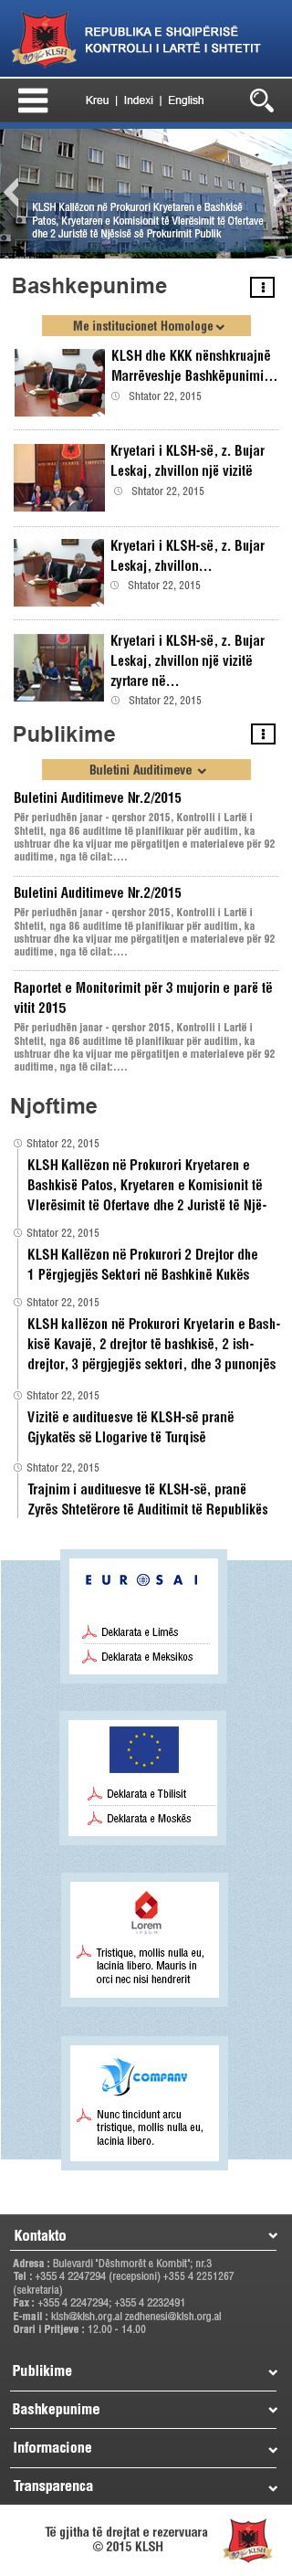 REPUBLIKA E SHQIPËRISË
KONTROLLI I LARTË I SHTETIT
90 Vjet KLSH
Kreu | Indexi | English
KLSH Kallëzon në Prokurori Kryetaren e Bashkisë
Patos, Kryetaren e Komisionit të Vlerësimit të Ofertave
dhe 2 Juristë të Njësisë së Prokurimit Publik
Bashkepunime
Me institucionet Homologe
KLSH dhe KKK nënshkruajnë
Marrëveshje Bashkëpunimi...
Shtator 22, 2015
Kryetari i KLSH-së, z. Bujar
Leskaj, zhvillon një vizitë
Shtator 22, 2015
Kryetari i KLSH-së, z. Bujar
Leskaj, zhvillon...
Shtator 22, 2015
Kryetari i KLSH-së, z. Bujar
Leskaj, zhvillon një vizitë
zyrtare në...
Shtator 22, 2015
Publikime
Buletini Auditimeve
Buletini Auditimeve Nr.2/2015
Për periudhën janar - qershor 2015, Kontrolli i Lartë i
Shtetit, nga 86 auditime të planifikuar për auditim, ka
ushtruar dhe ka vijuar me përgatitjen e materialeve për 92
auditime, nga të cilat:....
Buletini Auditimeve Nr.2/2015
Për periudhën janar - qershor 2015, Kontrolli i Lartë i
Shtetit, nga 86 auditime të planifikuar për auditim, ka
ushtruar dhe ka vijuar me përgatitjen e materialeve për 92
auditime, nga të cilat:....
Raportet e Monitorimit për 3 mujorin e parë të
vitit 2015
Për periudhën janar - qershor 2015, Kontrolli i Lartë i
Shtetit, nga 86 auditime të planifikuar për auditim, ka
ushtruar dhe ka vijuar me përgatitjen e materialeve për 92
auditime, nga të cilat:....
Njoftime
Shtator 22, 2015
KLSH Kallëzon në Prokurori Kryetaren e
Bashkisë Patos, Kryetaren e Komisionit të
Vlerësimit të Ofertave dhe 2 Juristë të Një-
Shtator 22, 2015
KLSH Kallëzon në Prokurori 2 Drejtor dhe
1 Përgjegjës Sektori në Bashkinë Kukës
Shtator 22, 2015
KLSH kallëzon në Prokurori Kryetarin e Bash-
kisë Kavajë, 2 drejtor të bashkisë, 2 ish-
drejtor, 3 përgjegjës sektori, dhe 3 punonjës
Shtator 22, 2015
Vizitë e audituesve të KLSH-së pranë
Gjykatës së Llogarive të Turqisë
Shtator 22, 2015
Trajnim i audituesve të KLSH-së, pranë
Zyrës Shtetërore të Auditimit të Republikës
EUROSAI
Deklarata e Limës
Deklarata e Meksikos
Deklarata e Tbilisit
Deklarata e Moskës
Lorem
IPSUM
Tristique, mollis nulla eu,
lacinia libero. Mauris in
orci nec nisi hendrerit
COMPANY
Nunc tincidunt arcu
tristique, mollis nulla eu,
lacinia libero.
Kontakto
Adresa : Bulevardi "Dëshmorët e Kombit"; nr.3
Tel : +355 4 2247294 (recepsioni) +355 4 2251267
(sekretaria)
Fax : +355 4 2247294; +355 4 2232491
E-mail : klsh@klsh.org.al zedhenesi@klsh.org.al
Orari i Pritjeve : 12.00 - 14.00
Publikime
Bashkepunime
Informacione
Transparenca
Të gjitha të drejtat e rezervuara
© 2015 KLSH
90 Vjet KLSH